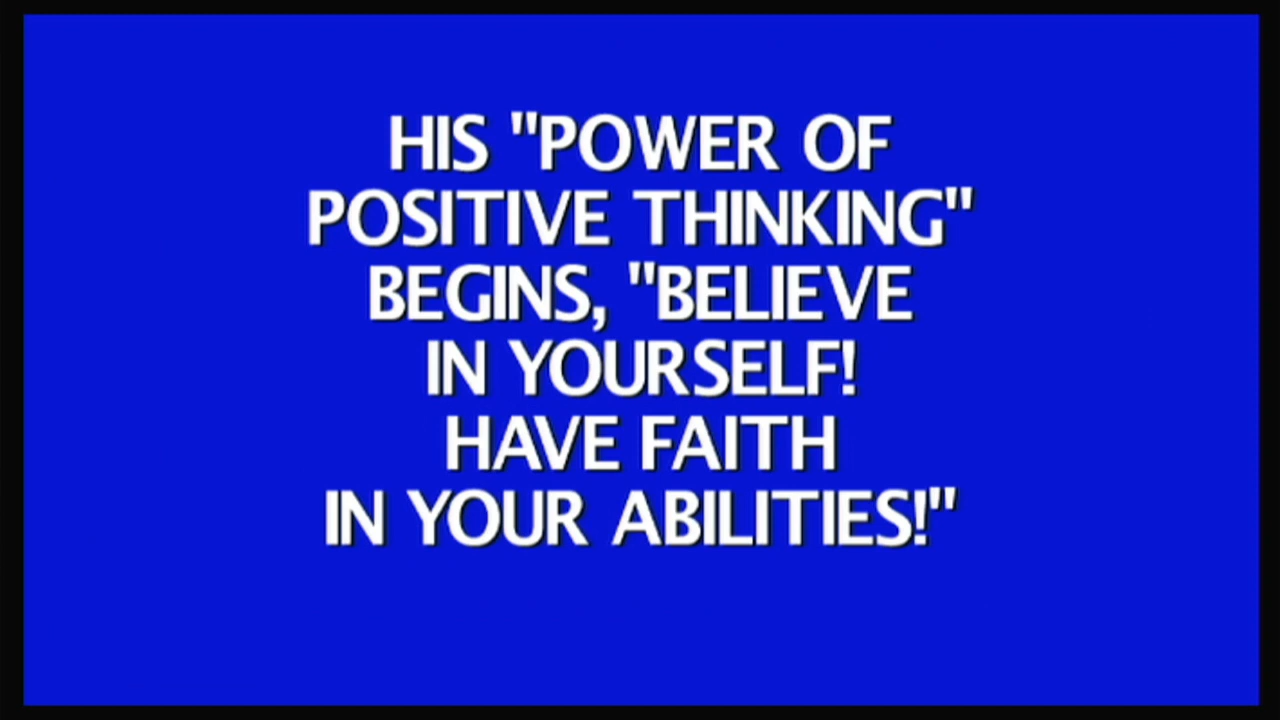 HIS "POWER OF
POSITIVE THINKING"
BEGINS, "BELIEVE
IN YOURSELF!
HAVE FAITH
IN YOUR ABILITIES!"